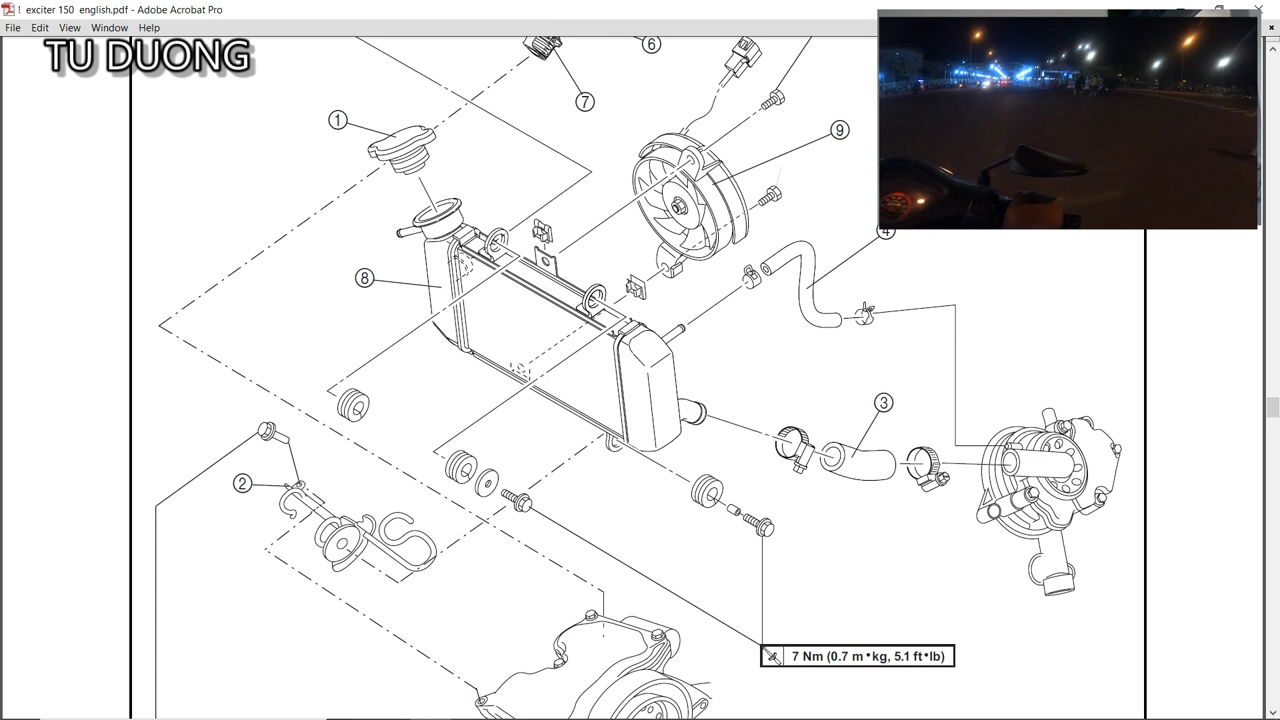 ! exciter 150 english.pdf - Adobe Acrobat Pro
File Edit View Window Help
TU DUONG
6
7
1
9
4
8
3
2
7 Nm (0.7 m•kg, 5.1 ft•lb)